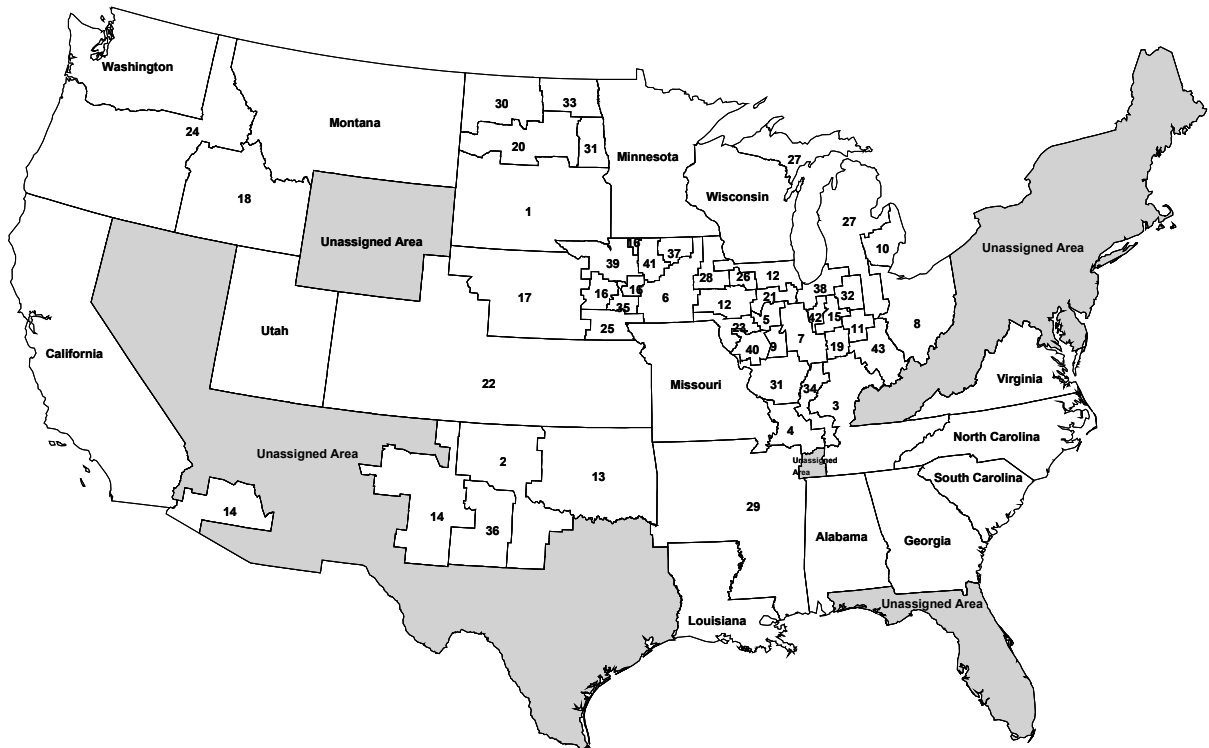 Washington
30
33
Montana
24
20
31
Minnesota
27
Wisconsin
18
1
27
10
Unassigned Area
Unassigned Area
16
37
39
41
28
26
12
38
32
16
16
17
6
12
21
35
5
42
15
25
23
11
8
Utah
40
9
7
19
43
California
22
Missouri
31
34
3
Virginia
4
North Carolina
Unassigned Area
2
Unassigned
Area
13
South Carolina
14
14
36
29
Alabama
Georgia
Unassigned Area
Louisiana